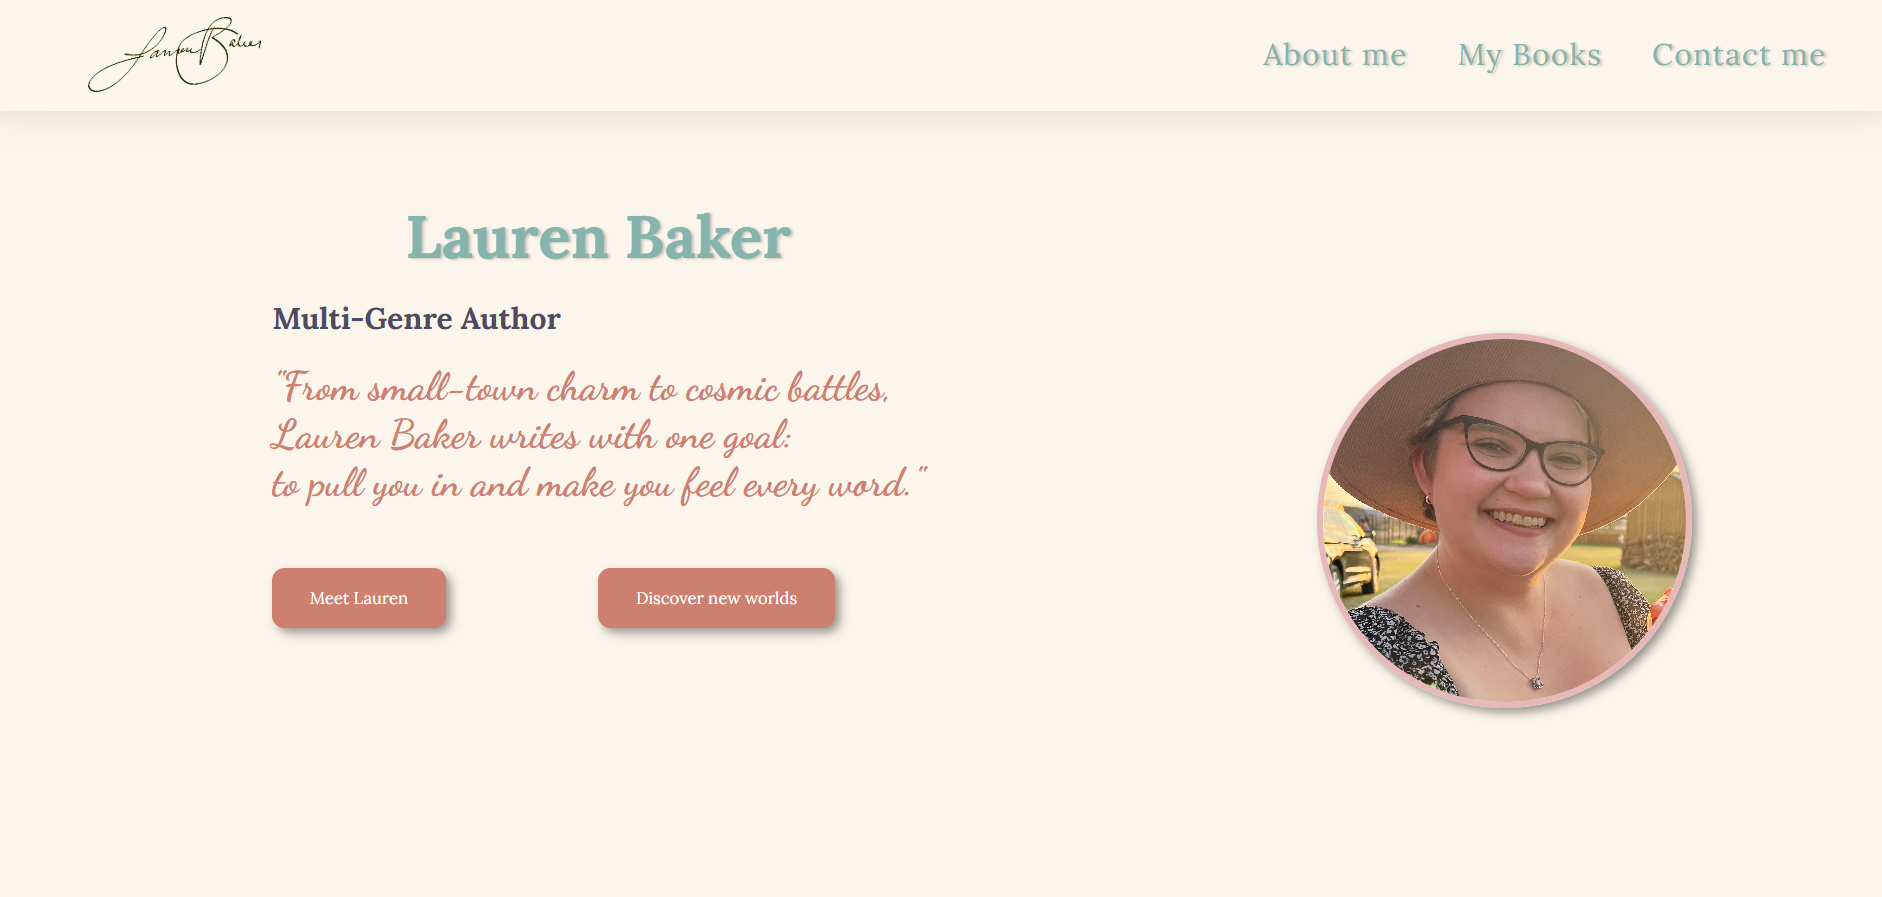 Lauren Baker
About me
My Books
Contact me
Lauren Baker
Multi-Genre Author
"From small-town charm to cosmic battles,
Lauren Baker writes with one goal:
to pull you in and make you feel every word."
Meet Lauren
Discover new worlds